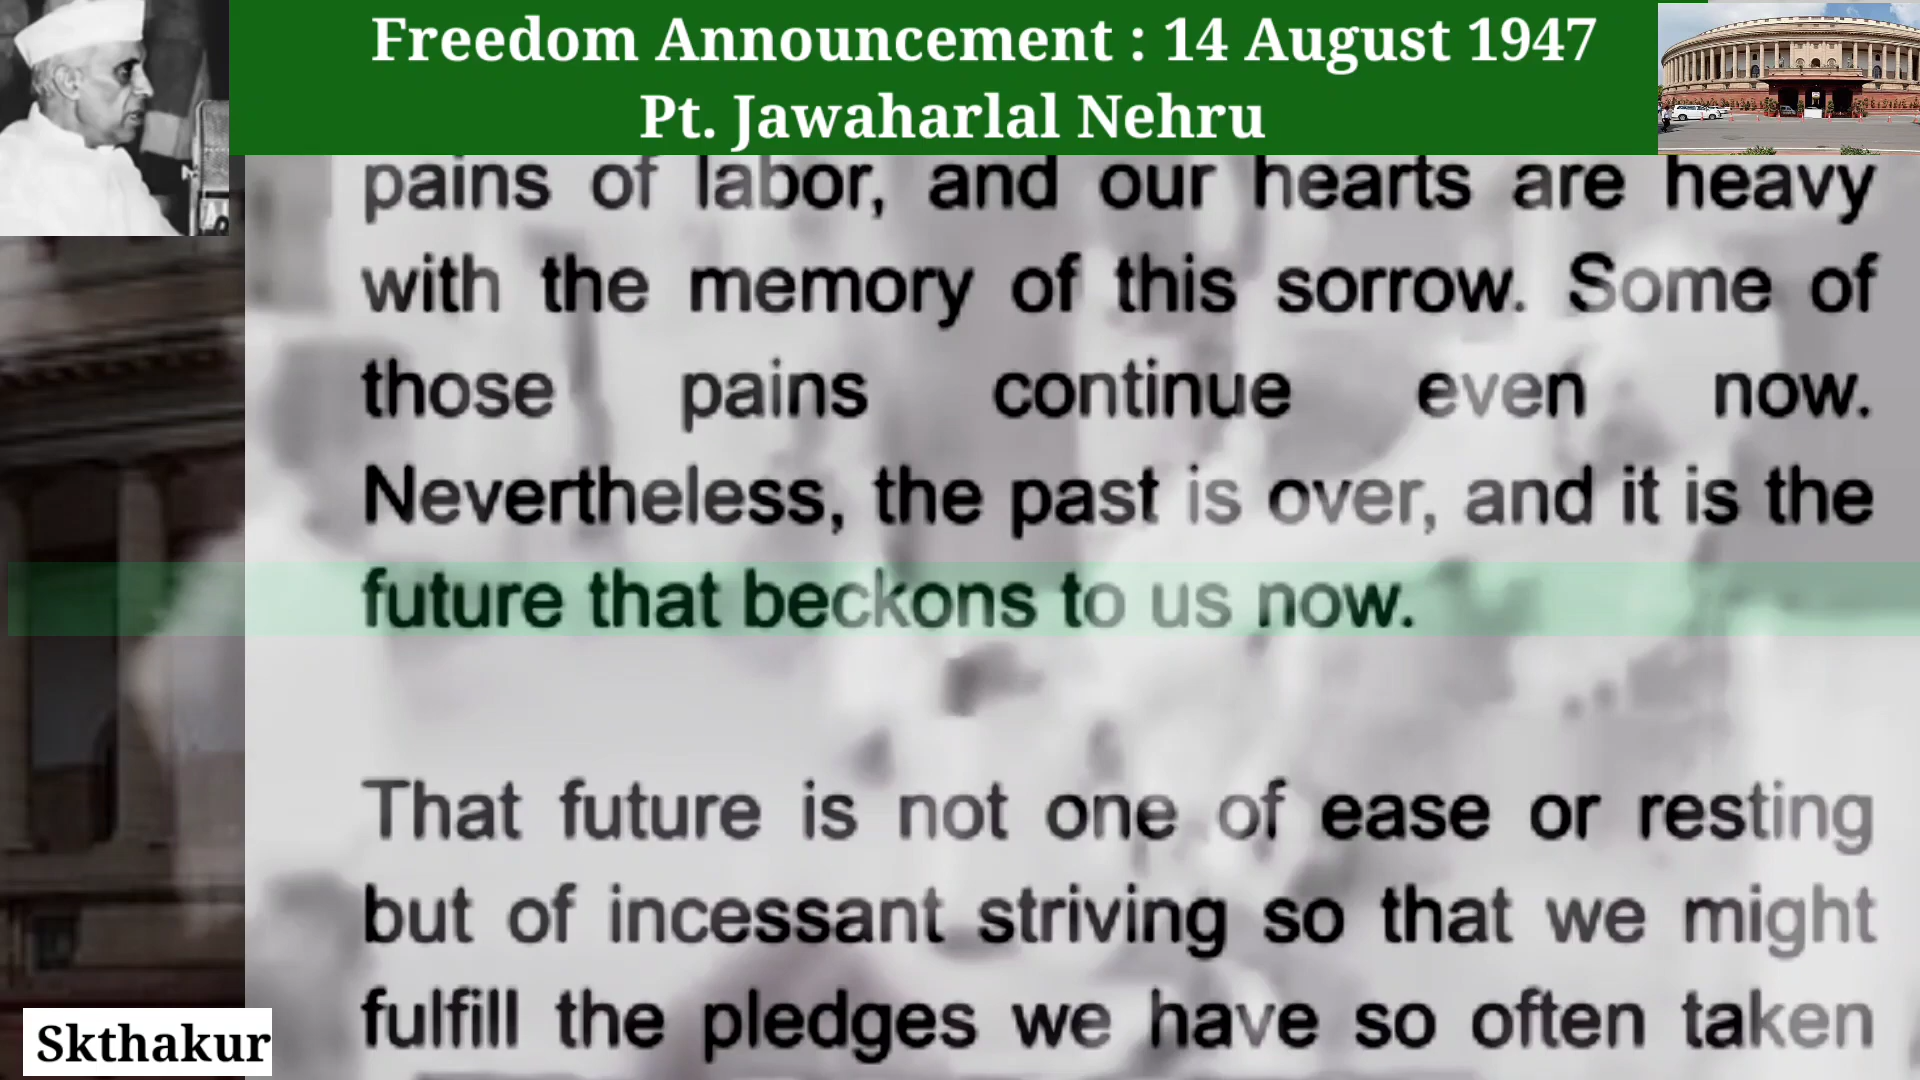 Freedom Announcement : 14 August 1947
Pt. Jawaharlal Nehru
pains of labor, and our hearts are heavy
with the memory of this sorrow. Some of
those pains continue even now.
Nevertheless, the past is over, and it is the
future that beckons to us now.
That future is not one of ease or resting
but of incessant striving so that we might
fulfill the pledges we have so often taken
Skthakur